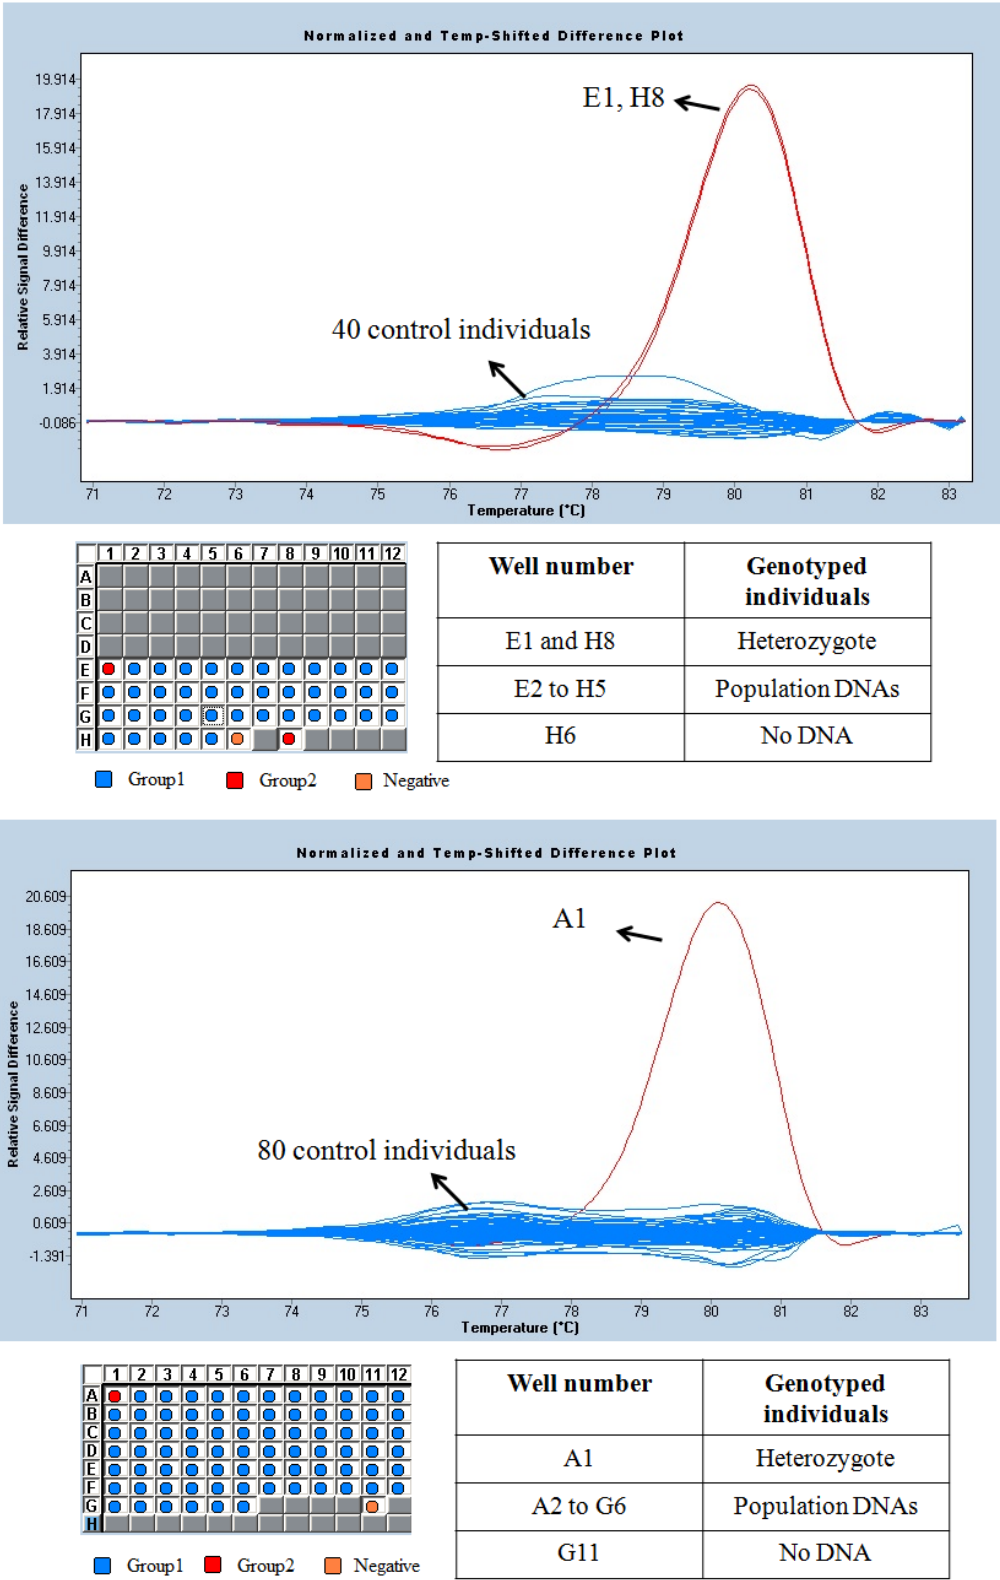 Normalized and Temp-Shifted Difference Plot
Relative Signal Difference
19.914
17.914
15.914
13.914
11.914
9.914
7.914
5.914
3.914
1.914
-0.086
E1, H8
40 control individuals
71 72 73 74 75 76 77 78 79 80 81 82 83
Temperature (°C)
1 2 3 4 5 6 7 8 9 10 11 12
A
B
C
D
E
F
G
H
Group1 Group2 Negative
Well number Genotyped
individuals
E1 and H8 Heterozygote
E2 to H5 Population DNAs
H6 No DNA
Normalized and Temp-Shifted Difference Plot
Relative Signal Difference
20.609
18.609
16.609
14.609
12.609
10.609
8.609
6.609
4.609
2.609
0.609
-1.391
A1
80 control individuals
71 72 73 74 75 76 77 78 79 80 81 82 83
Temperature (°C)
1 2 3 4 5 6 7 8 9 10 11 12
A
B
C
D
E
F
G
H
Group1 Group2 Negative
Well number Genotyped
individuals
A1 Heterozygote
A2 to G6 Population DNAs
G11 No DNA